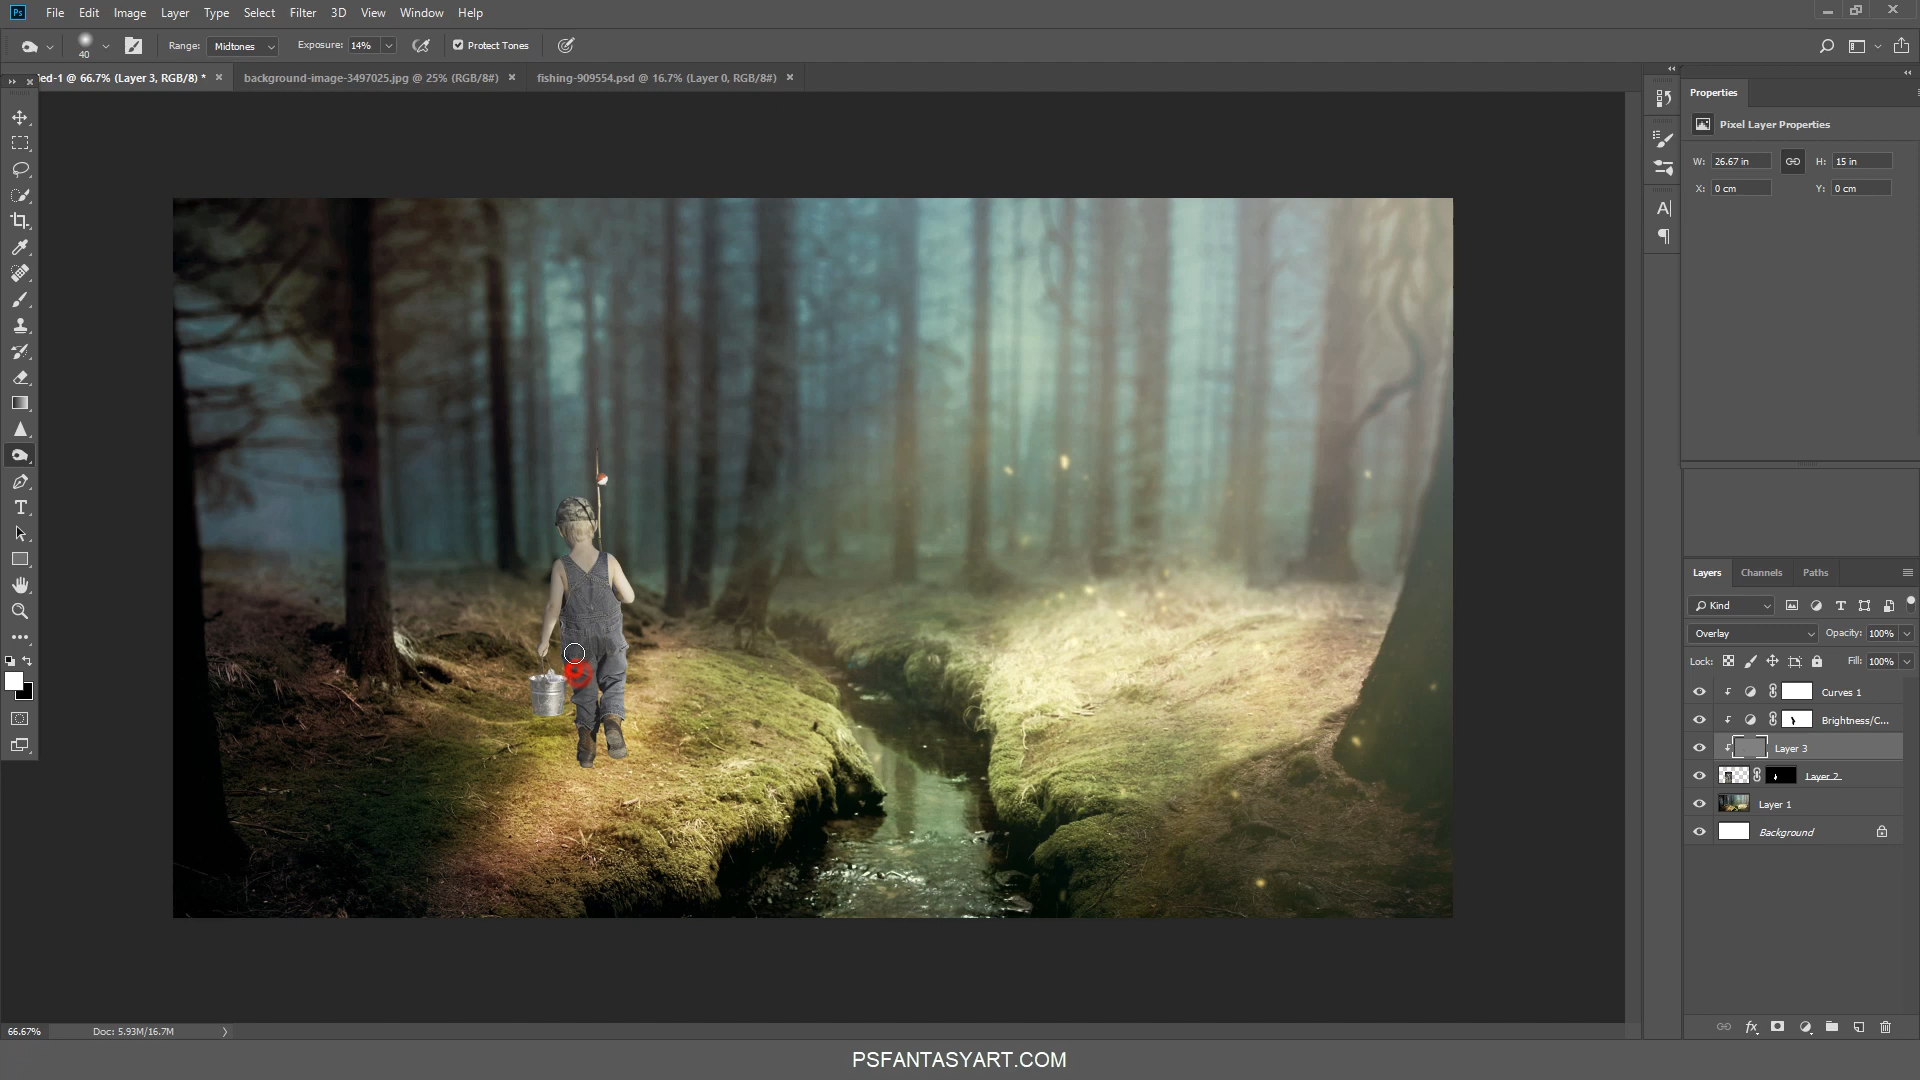 Ps File Edit Image Layer Type Select Filter 3D View Window Help
40 Range: Midtones Exposure: 14% Protect Tones
led-1 @ 66.7% (Layer 3, RGB/8) * background-image-3497025.jpg @ 25% (RGB/8#) fishing-909554.psd @ 16.7% (Layer 0, RGB/8#)
Properties
Pixel Layer Properties
W: 26.67 in H: 15 in
X: 0 cm Y: 0 cm
Layers Channels Paths
Kind
Overlay Opacity: 100%
Lock: Fill: 100%
Curves 1
Brightness/C...
Layer 3
Layer 2
Layer 1
Background
66.67% Doc: 5.93M/16.7M
PSFANTASYART.COM